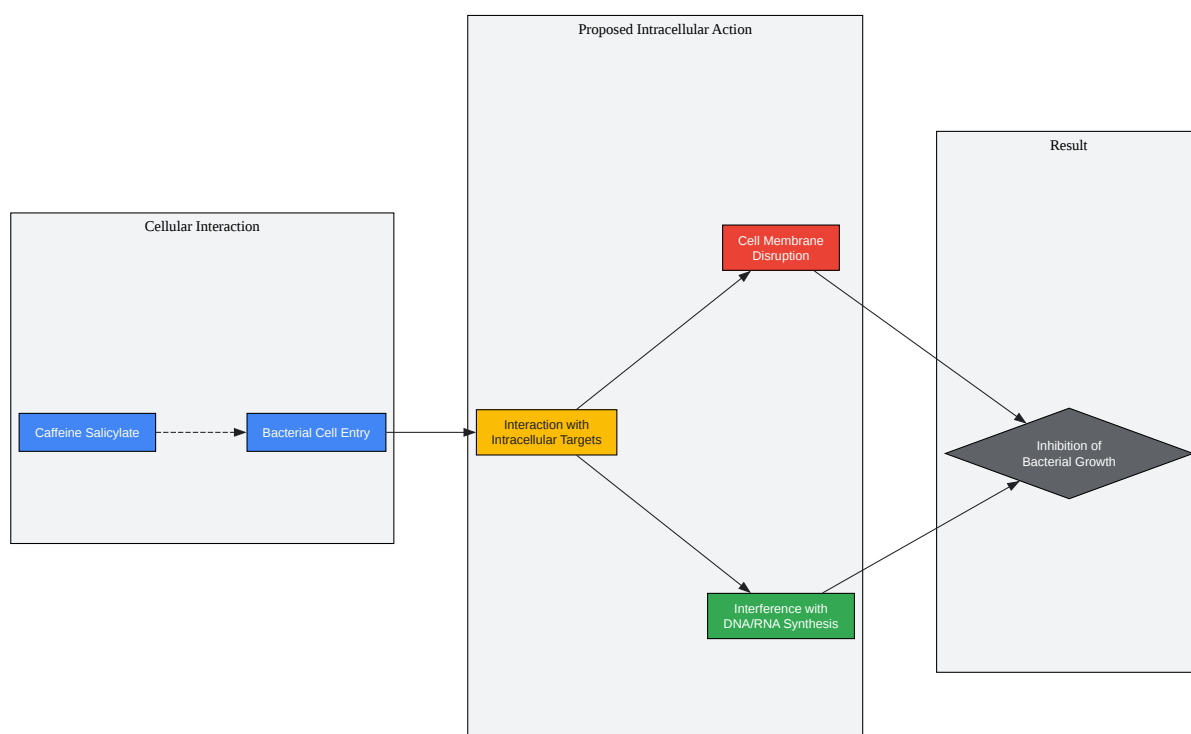 Proposed Intracellular Action
Result
Cellular Interaction
Cell Membrane
Disruption
Caffeine Salicylate
Bacterial Cell Entry
Interaction with
Intracellular Targets
Inhibition of
Bacterial Growth
Interference with
DNA/RNA Synthesis